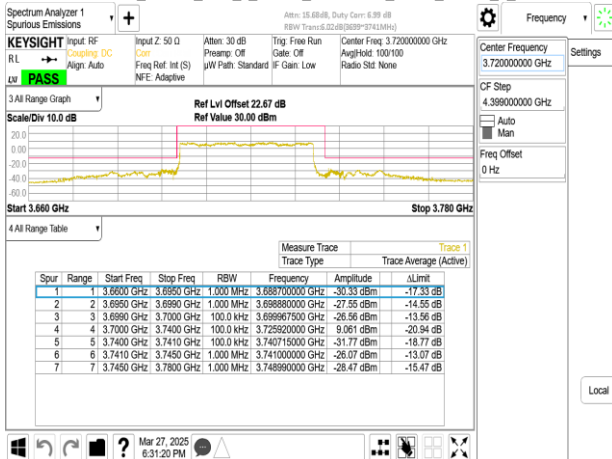 Spectrum Analyzer 1
Spurious Emissions
Attn: 15.68dB, Duty Corr: 6.99 dB
RBW Trans:6.02dB(3699~3741MHz)
Frequency
KEYSIGHT
RL
LXI PASS
Input: RF
Coupling: DC
Align: Auto
Input Z: 50 Ω
Corr
Freq Ref: Int (S)
NFE: Adaptive
Atten: 30 dB
Preamp: Off
µW Path: Standard
Trig: Free Run
Gate: Off
IF Gain: Low
Center Freq: 3.720000000 GHz
Avg|Hold: 100/100
Radio Std: None
Center Frequency
3.720000000 GHz
Settings
CF Step
4.399000000 GHz
Auto
Man
Freq Offset
0 Hz
Local
3 All Range Graph
Scale/Div 10.0 dB
Ref Lvl Offset 22.67 dB
Ref Value 30.00 dBm
20.0
0.00
-20.0
-40.0
-60.0
Start 3.660 GHz
Stop 3.780 GHz
4 All Range Table
Measure Trace Trace 1
Trace Type Trace Average (Active)
Spur Range Start Freq Stop Freq RBW Frequency Amplitude ΔLimit
1 1 3.6600 GHz 3.6950 GHz 1.000 MHz 3.688700000 GHz -30.33 dBm -17.33 dB
2 2 3.6950 GHz 3.6990 GHz 1.000 MHz 3.698880000 GHz -27.55 dBm -14.55 dB
3 3 3.6990 GHz 3.7000 GHz 100.0 kHz 3.699967500 GHz -26.56 dBm -13.56 dB
4 4 3.7000 GHz 3.7400 GHz 100.0 kHz 3.725920000 GHz 9.061 dBm -20.94 dB
5 5 3.7400 GHz 3.7410 GHz 100.0 kHz 3.740715000 GHz -31.77 dBm -18.77 dB
6 6 3.7410 GHz 3.7450 GHz 1.000 MHz 3.741000000 GHz -26.07 dBm -13.07 dB
7 7 3.7450 GHz 3.7800 GHz 1.000 MHz 3.748990000 GHz -28.47 dBm -15.47 dB
Mar 27, 2025
6:31:20 PM